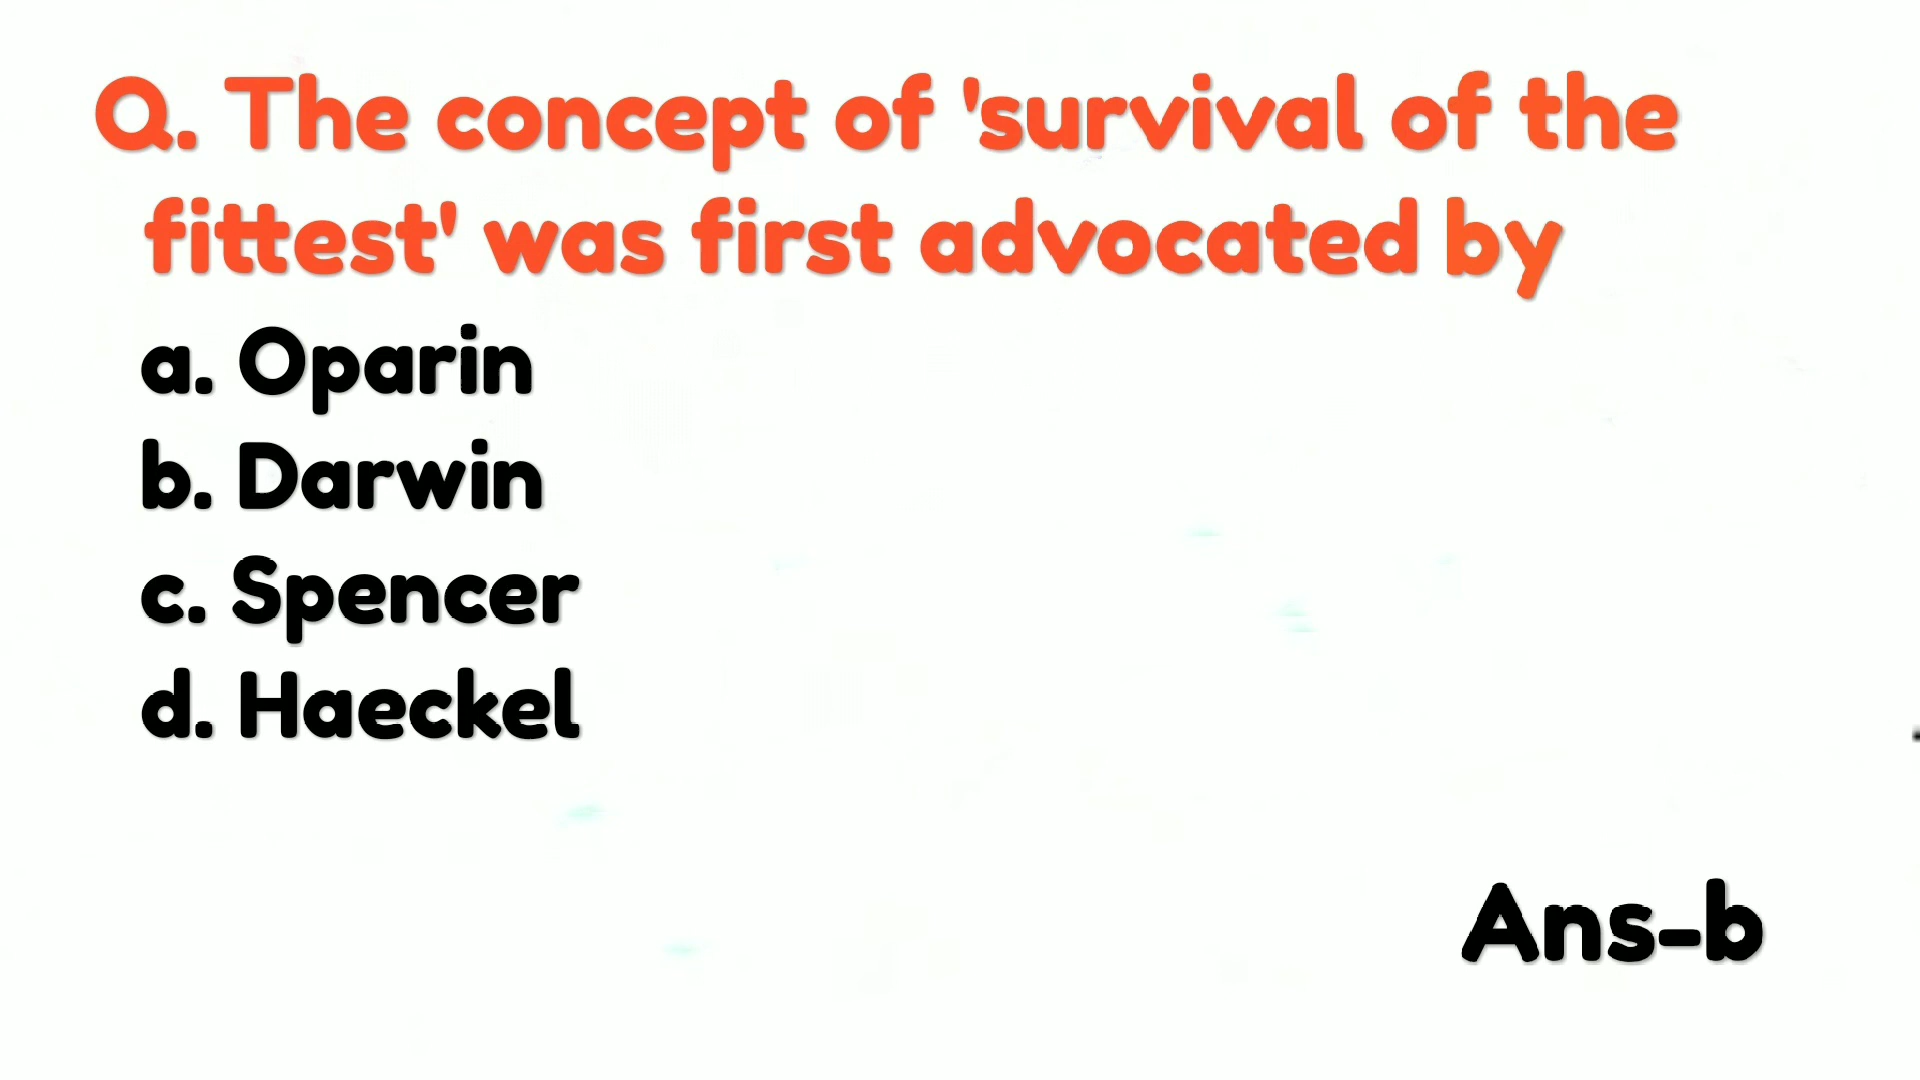 Q. The concept of 'survival of the
fittest' was first advocated by
a. Oparin
b. Darwin
c. Spencer
d. Haeckel
Ans-b